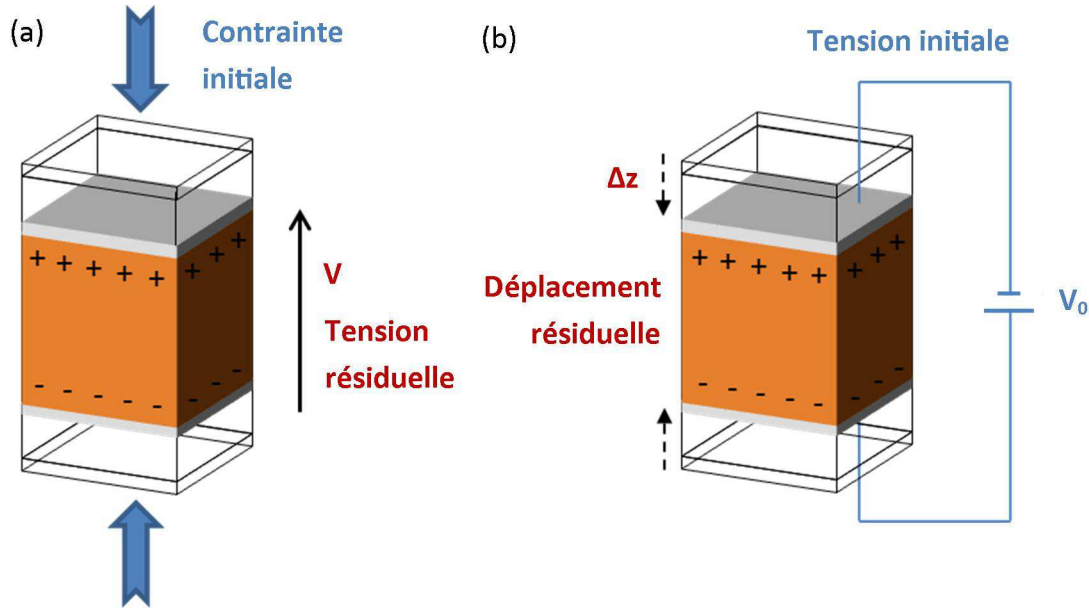 (a)
Contrainte
initiale
V
Tension
résiduelle
+ + + + + + + +
- - - - - - - -
(b)
Tension initiale
Δz
Déplacement
résiduelle
V₀
+ + + + + + + +
- - - - - - - -